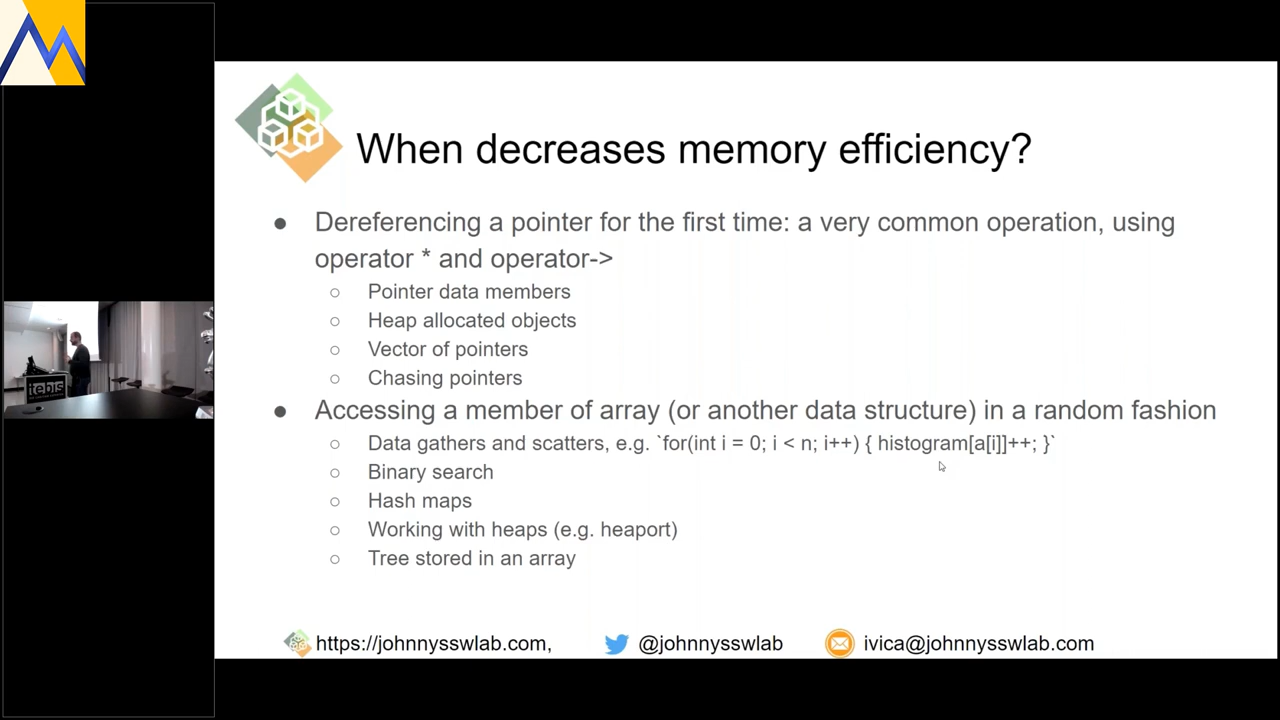 When decreases memory efficiency?
● Dereferencing a pointer for the first time: a very common operation, using
operator * and operator->
○ Pointer data members
○ Heap allocated objects
○ Vector of pointers
○ Chasing pointers
● Accessing a member of array (or another data structure) in a random fashion
○ Data gathers and scatters, e.g. `for(int i = 0; i < n; i++) { histogram[a[i]]++; }`
○ Binary search
○ Hash maps
○ Working with heaps (e.g. heaport)
○ Tree stored in an array
https://johnnysswlab.com, @johnnysswlab ivica@johnnysswlab.com
tebis